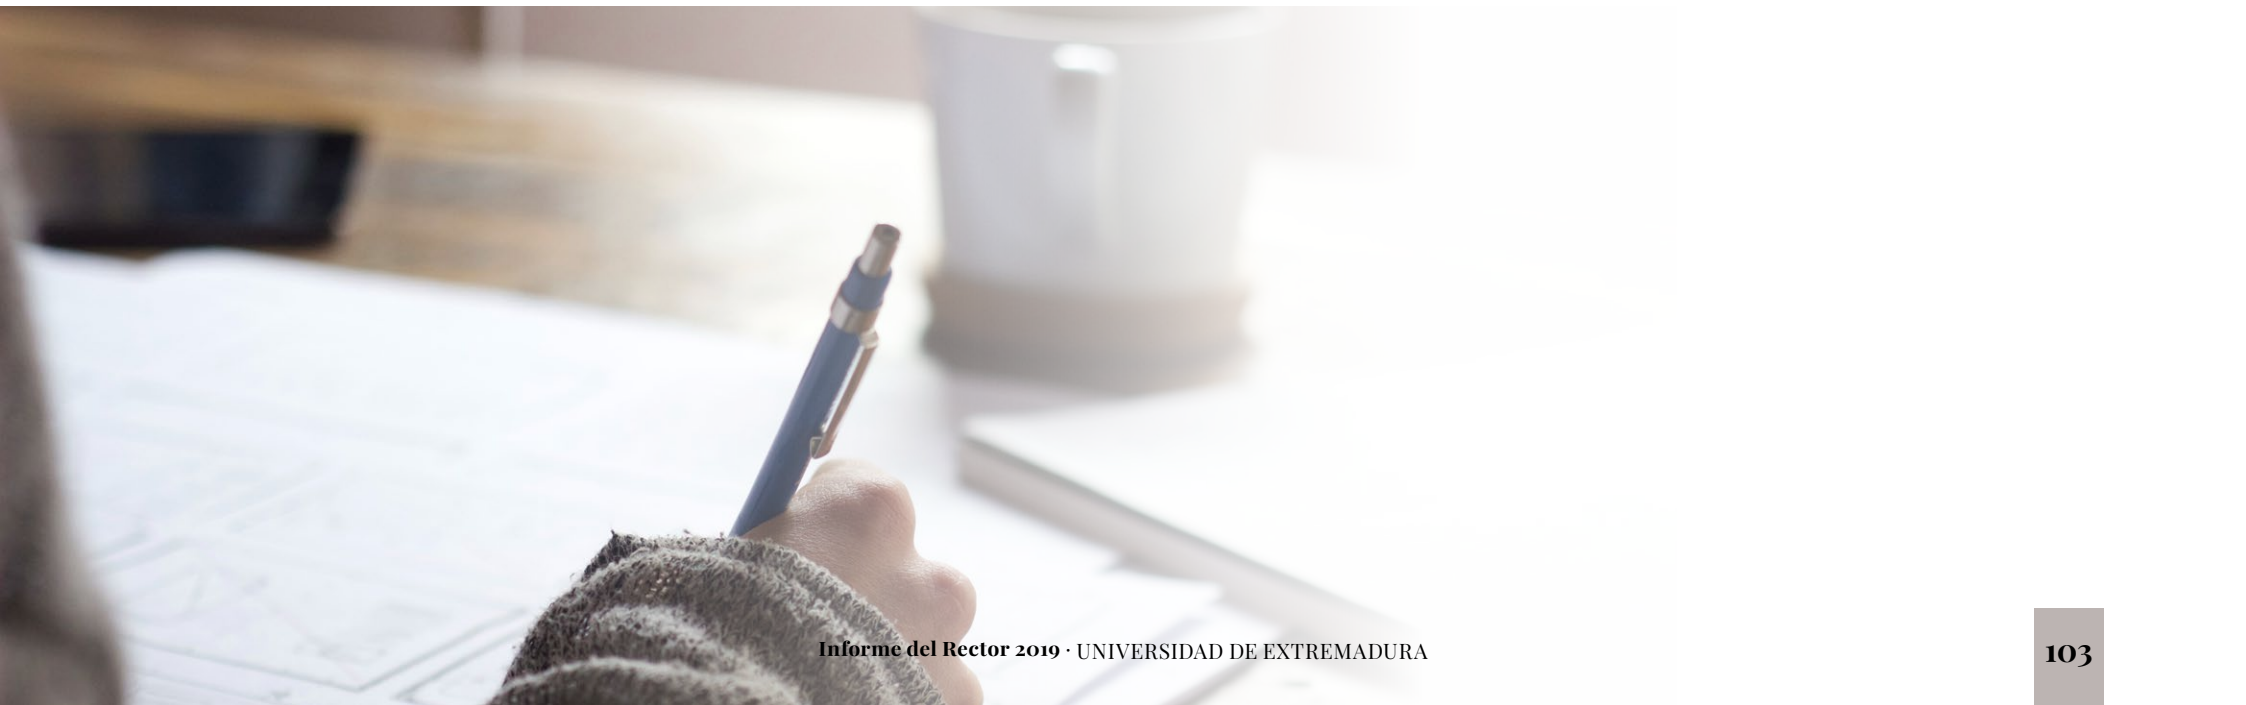 Informe del Rector 2019 · UNIVERSIDAD DE EXTREMADURA
103